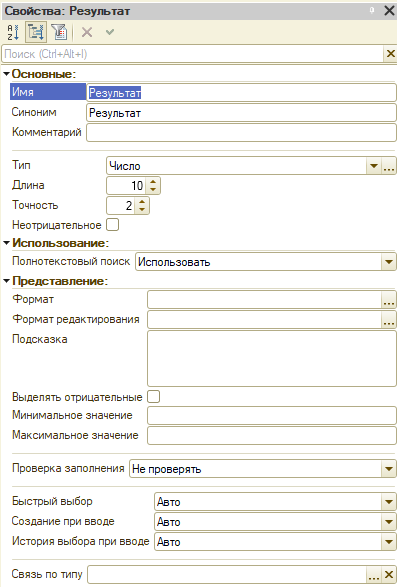 Свойства: Результат
Поиск (Ctrl+Alt+I)
Основные:
Имя Результат
Синоним Результат
Комментарий
Тип Число
Длина 10
Точность 2
Неотрицательное
Использование:
Полнотекстовый поиск Использовать
Представление:
Формат
Формат редактирования
Подсказка
Выделять отрицательные
Минимальное значение
Максимальное значение
Проверка заполнения Не проверять
Быстрый выбор Авто
Создание при вводе Авто
История выбора при вводе Авто
Связь по типу